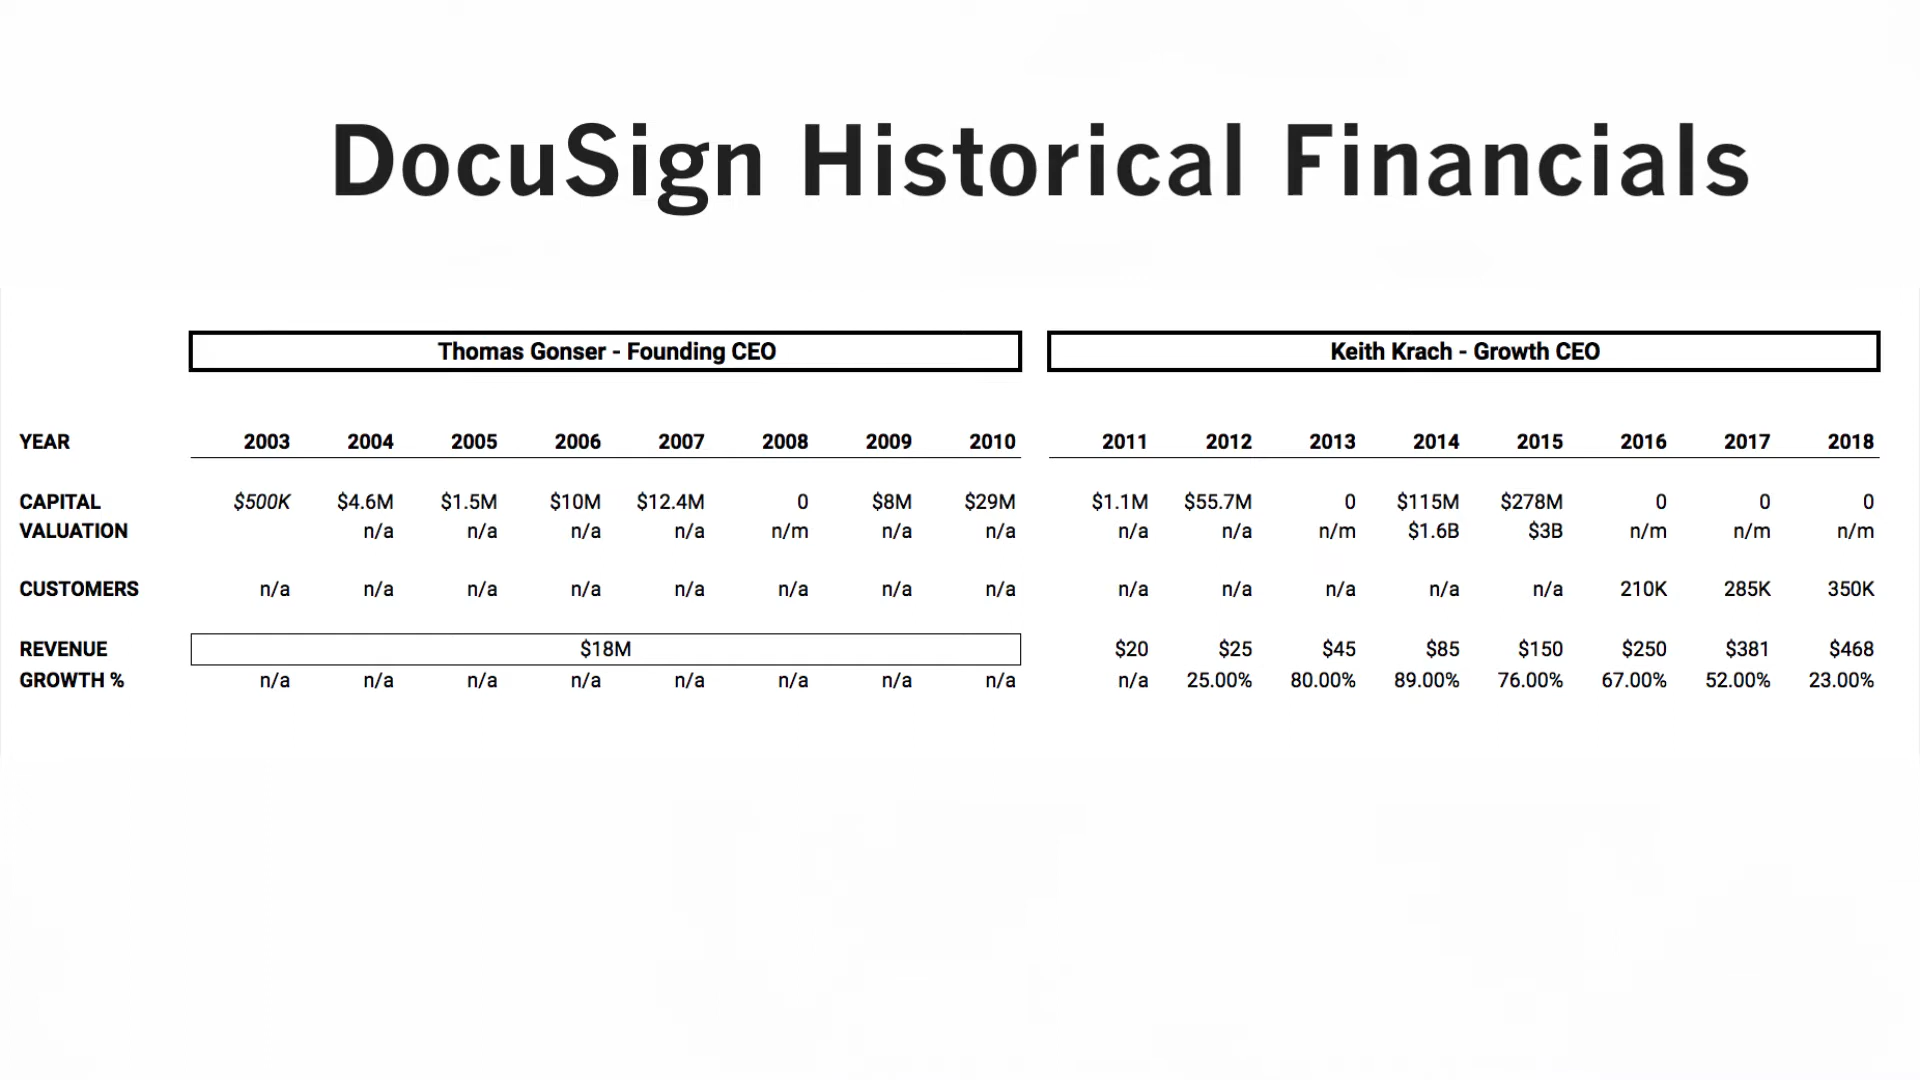 DocuSign Historical Financials
Thomas Gonser - Founding CEO Keith Krach - Growth CEO
YEAR 2003 2004 2005 2006 2007 2008 2009 2010 2011 2012 2013 2014 2015 2016 2017 2018
CAPITAL $500K $4.6M $1.5M $10M $12.4M 0 $8M $29M $1.1M $55.7M 0 $115M $278M 0 0 0
VALUATION n/a n/a n/a n/a n/m n/a n/a n/a n/a n/m $1.6B $3B n/m n/m n/m
CUSTOMERS n/a n/a n/a n/a n/a n/a n/a n/a n/a n/a n/a n/a n/a 210K 285K 350K
REVENUE $18M $20 $25 $45 $85 $150 $250 $381 $468
GROWTH % n/a n/a n/a n/a n/a n/a n/a n/a n/a 25.00% 80.00% 89.00% 76.00% 67.00% 52.00% 23.00%